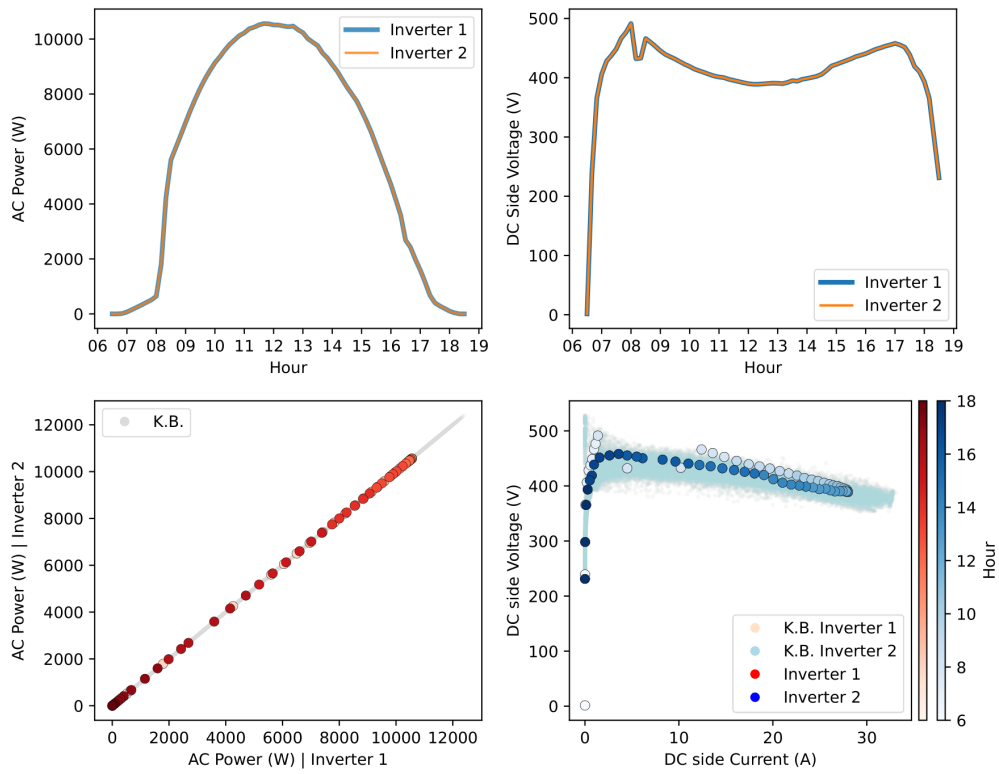 AC Power (W)
10000
8000
6000
4000
2000
0
Inverter 1
Inverter 2
06 07 08 09 10 11 12 13 14 15 16 17 18 19
Hour
DC Side Voltage (V)
500
400
300
200
100
0
Inverter 1
Inverter 2
06 07 08 09 10 11 12 13 14 15 16 17 18 19
Hour
AC Power (W) | Inverter 2
12000
10000
8000
6000
4000
2000
0
K.B.
0 2000 4000 6000 8000 10000 12000
AC Power (W) | Inverter 1
DC side Voltage (V)
500
400
300
200
100
0
K.B. Inverter 1
K.B. Inverter 2
Inverter 1
Inverter 2
0 10 20 30
DC side Current (A)
18
16
14
12
10
8
6
Hour